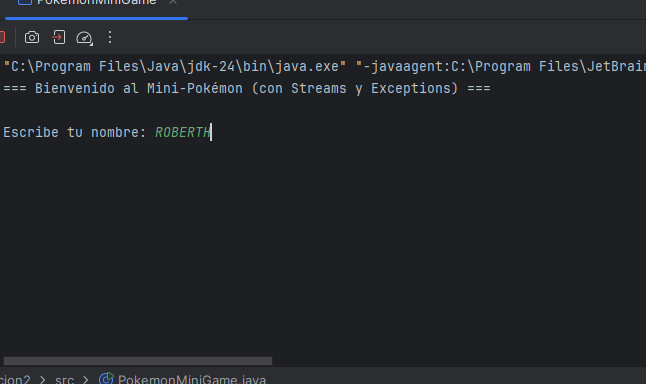 PokemonMiniGame
"C:\Program Files\Java\jdk-24\bin\java.exe" "-javaagent:C:\Program Files\JetBrain
=== Bienvenido al Mini-Pokémon (con Streams y Exceptions) ===
Escribe tu nombre: ROBERTH
cion2 > src > PokemonMiniGame.java